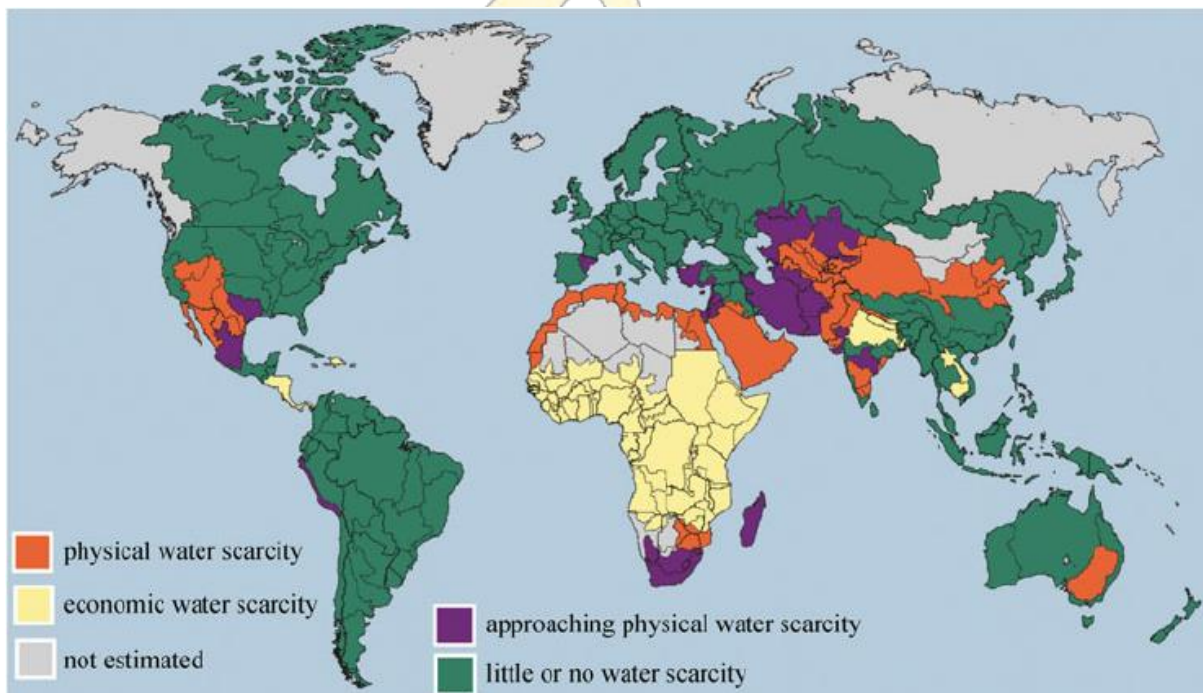 physical water scarcity
economic water scarcity
not estimated
approaching physical water scarcity
little or no water scarcity